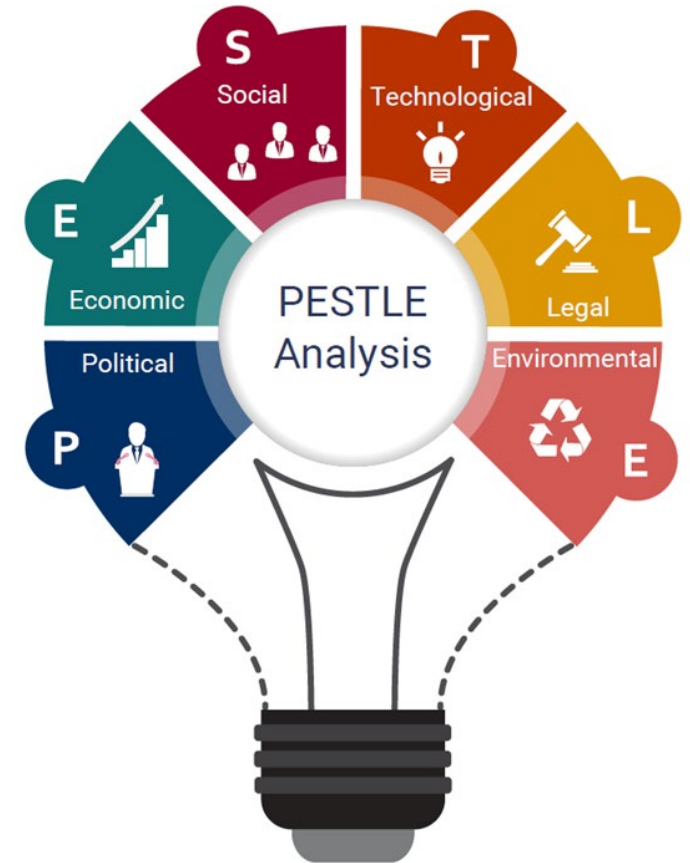 S
Social
T
Technological
E
Economic
L
Legal
PESTLE
Analysis
P
Political
E
Environmental